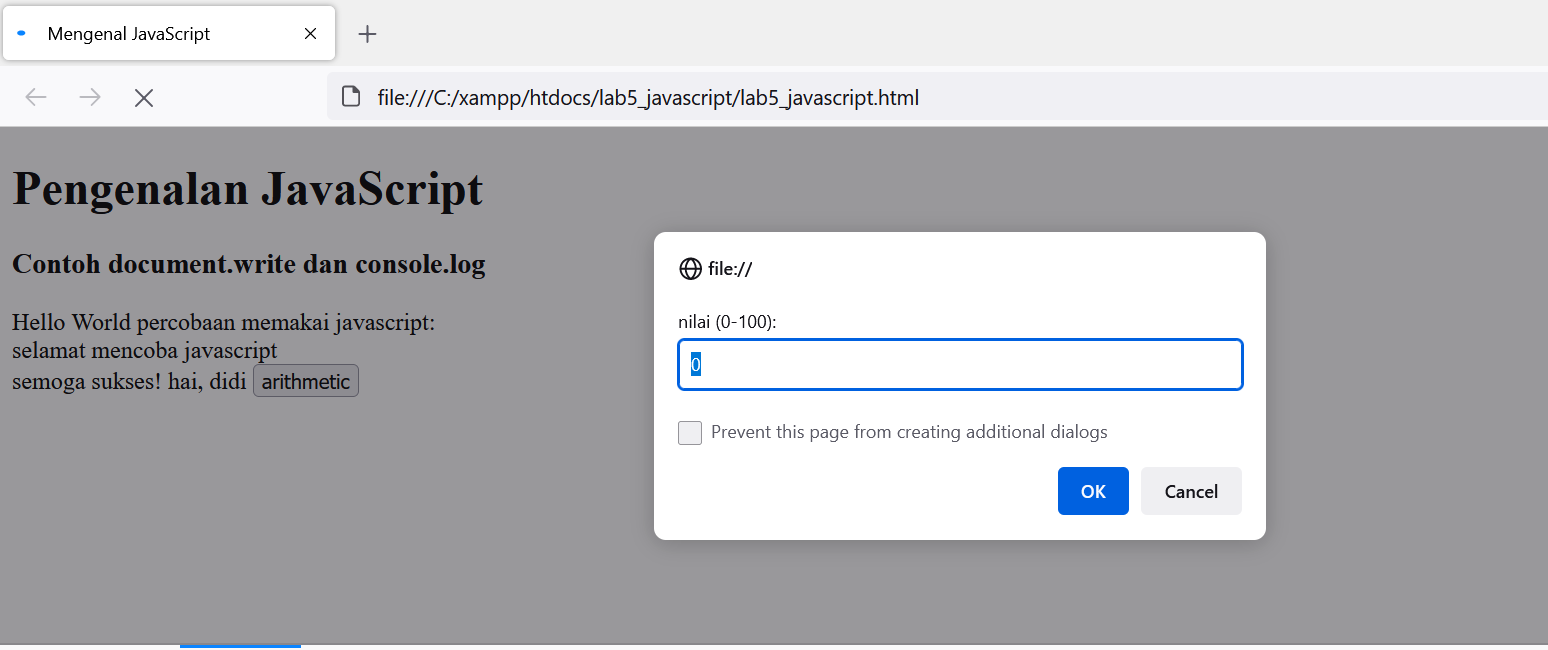 Mengenal JavaScript
file:///C:/xampp/htdocs/lab5_javascript/lab5_javascript.html
Pengenalan JavaScript
Contoh document.write dan console.log
Hello World percobaan memakai javascript:
selamat mencoba javascript
semoga sukses! hai, didi arithmetic
file://
nilai (0-100):
0
Prevent this page from creating additional dialogs
OK Cancel